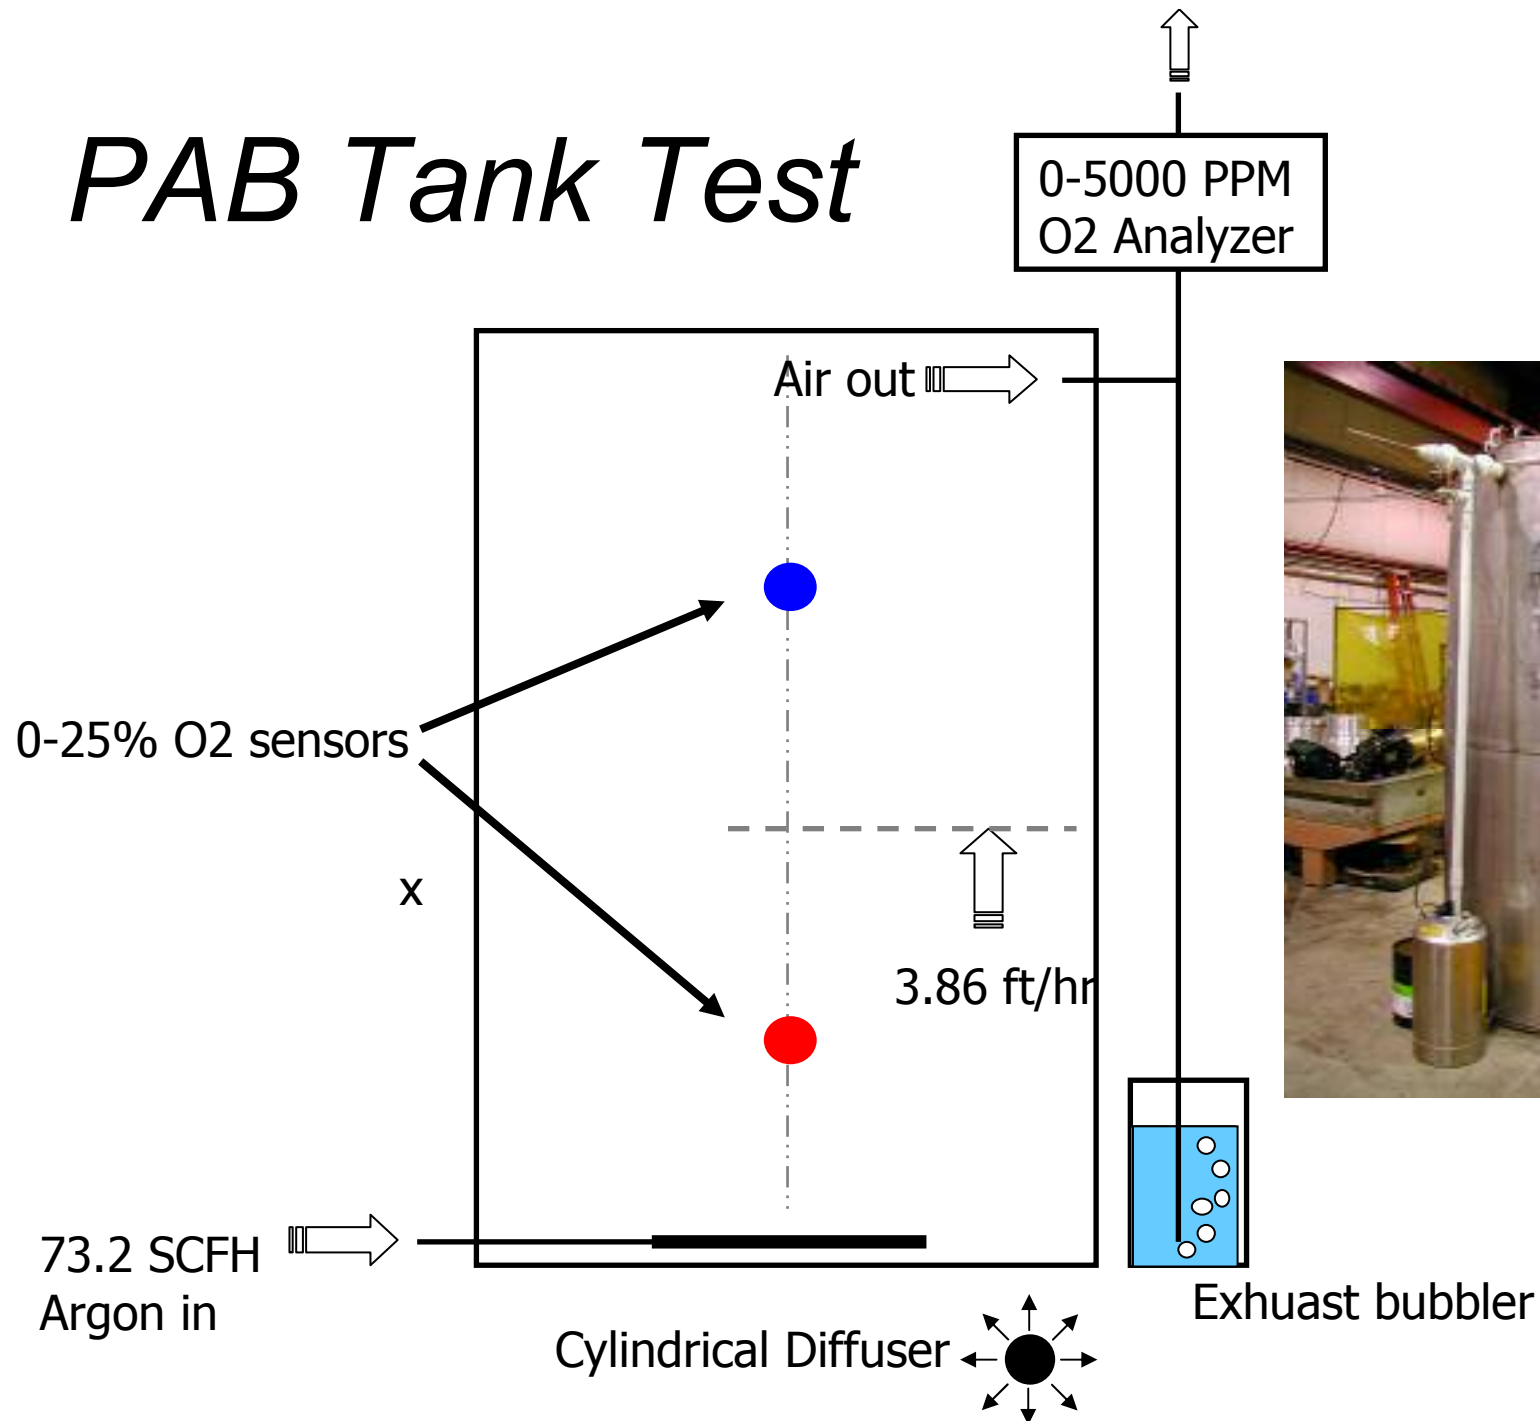 PAB Tank Test
0-5000 PPM
O2 Analyzer
Air out
0-25% O2 sensors
x
3.86 ft/hr
73.2 SCFH
Argon in
Exhuast bubbler
Cylindrical Diffuser